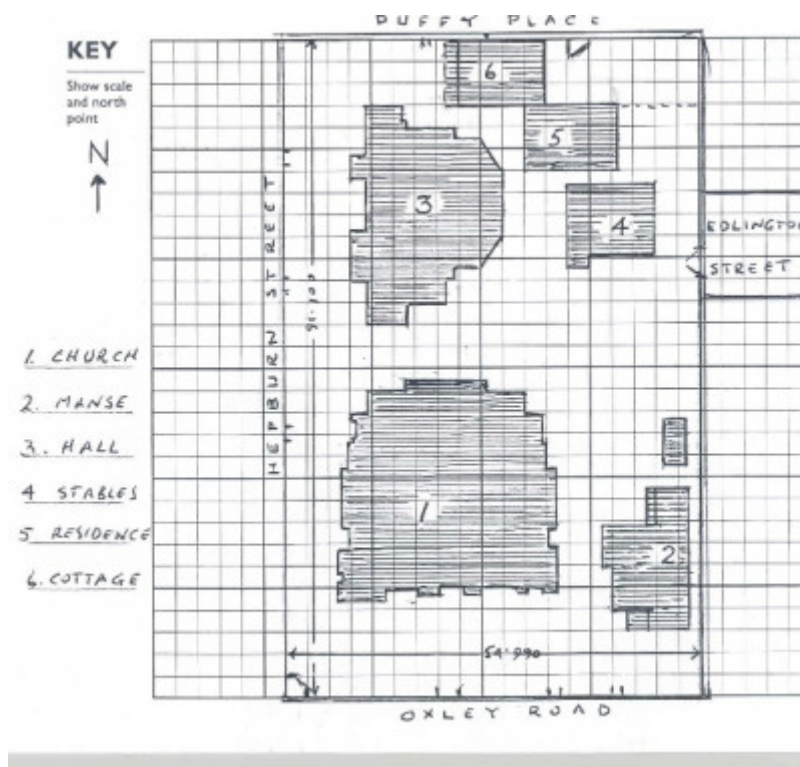 DUFFY PLACE
KEY
Show scale
and north
point
N
HEPBURN STREET
6
5
3
4
EDLINGTON
STREET
1. CHURCH
2. MANSE
3. HALL
4 STABLES
5 RESIDENCE
6. COTTAGE
1
2
54.990
OXLEY ROAD